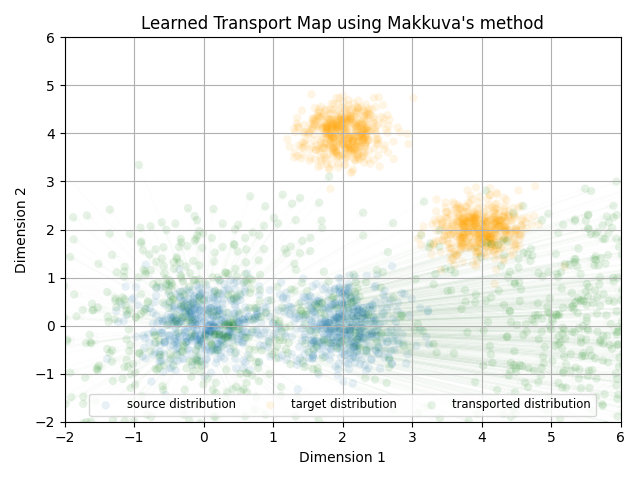 Learned Transport Map using Makkuva's method
6
5
4
3
2
1
0
−1
−2
Dimension 2
source distribution target distribution transported distribution
−2 −1 0 1 2 3 4 5 6
Dimension 1